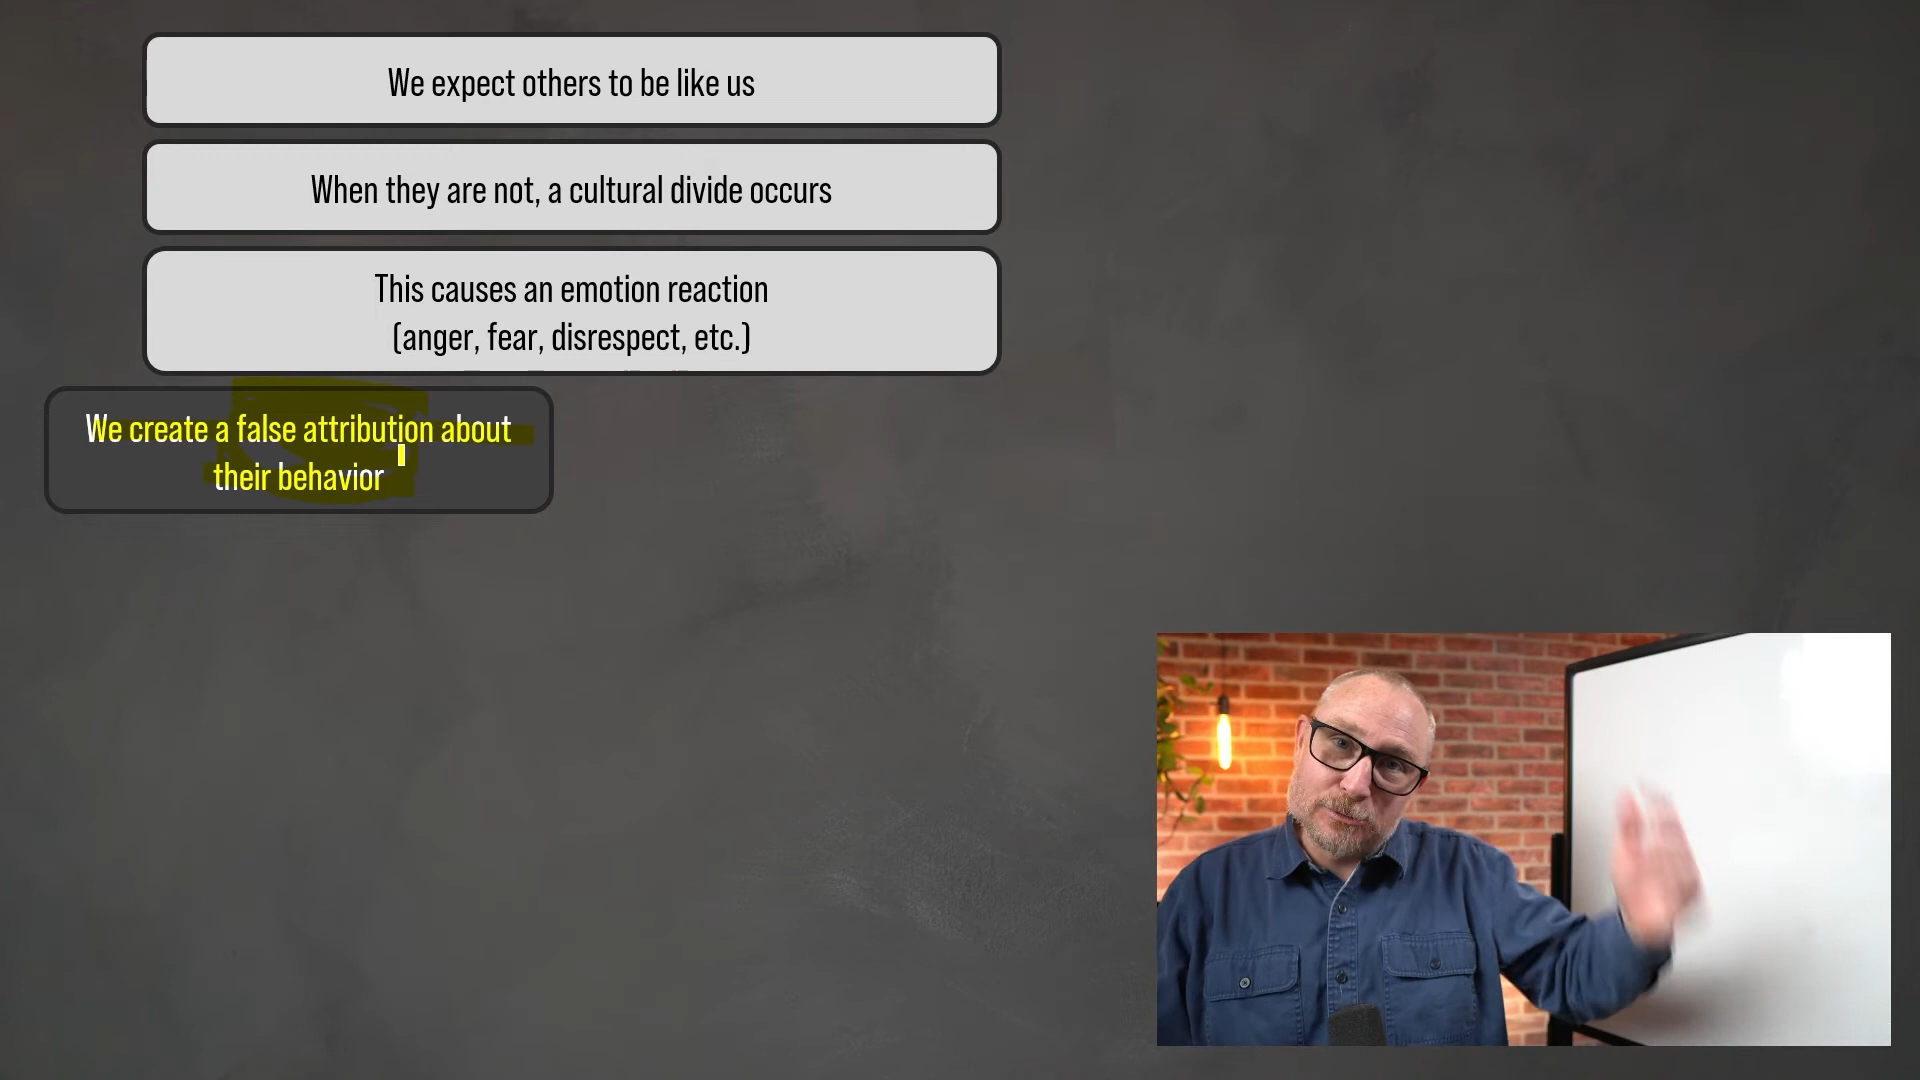 We expect others to be like us
When they are not, a cultural divide occurs
This causes an emotion reaction
(anger, fear, disrespect, etc.)
We create a false attribution about
their behavior